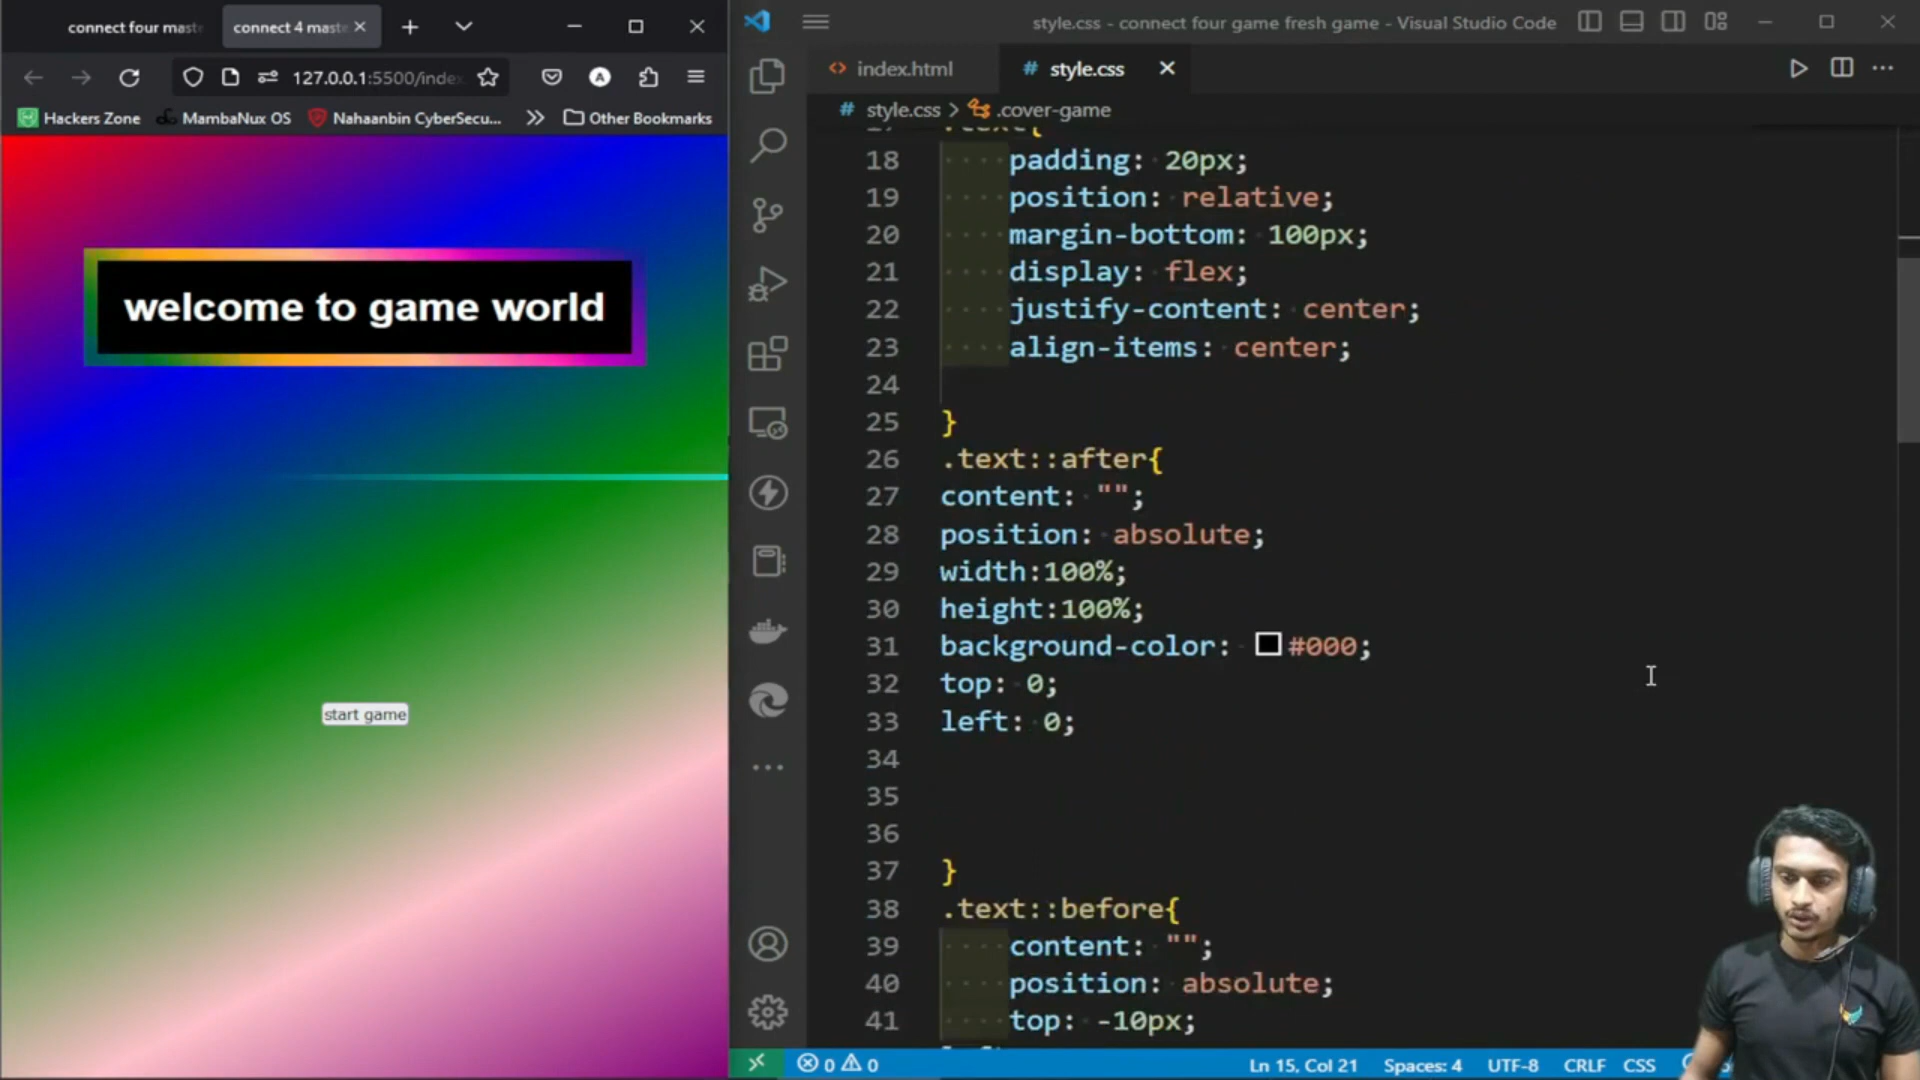 connect four maste
connect 4 maste
127.0.0.1:5500/index
Hackers Zone
MambaNux OS
Nahaanbin CyberSecu...
Other Bookmarks
welcome to game world
start game
style.css - connect four game fresh game - Visual Studio Code
<> index.html
# style.css
# style.css > .cover-game
.text{
18 padding: 20px;
19 position: relative;
20 margin-bottom: 100px;
21 display: flex;
22 justify-content: center;
23 align-items: center;
24
25 }
26 .text::after{
27 content: "";
28 position: absolute;
29 width:100%;
30 height:100%;
31 background-color: #000;
32 top: 0;
33 left: 0;
34
35
36
37 }
38 .text::before{
39 content: "";
40 position: absolute;
41 top: -10px;
0 0
Ln 15, Col 21
Spaces: 4
UTF-8
CRLF
CSS